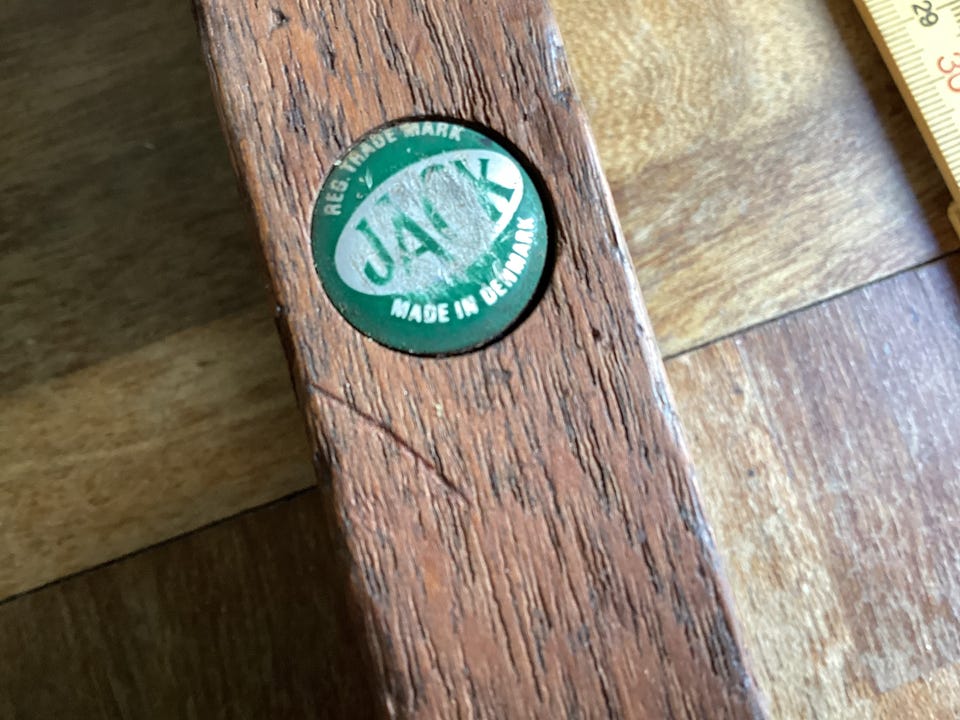 REG. TRADE MARK
JACK
MADE IN DENMARK
29
30